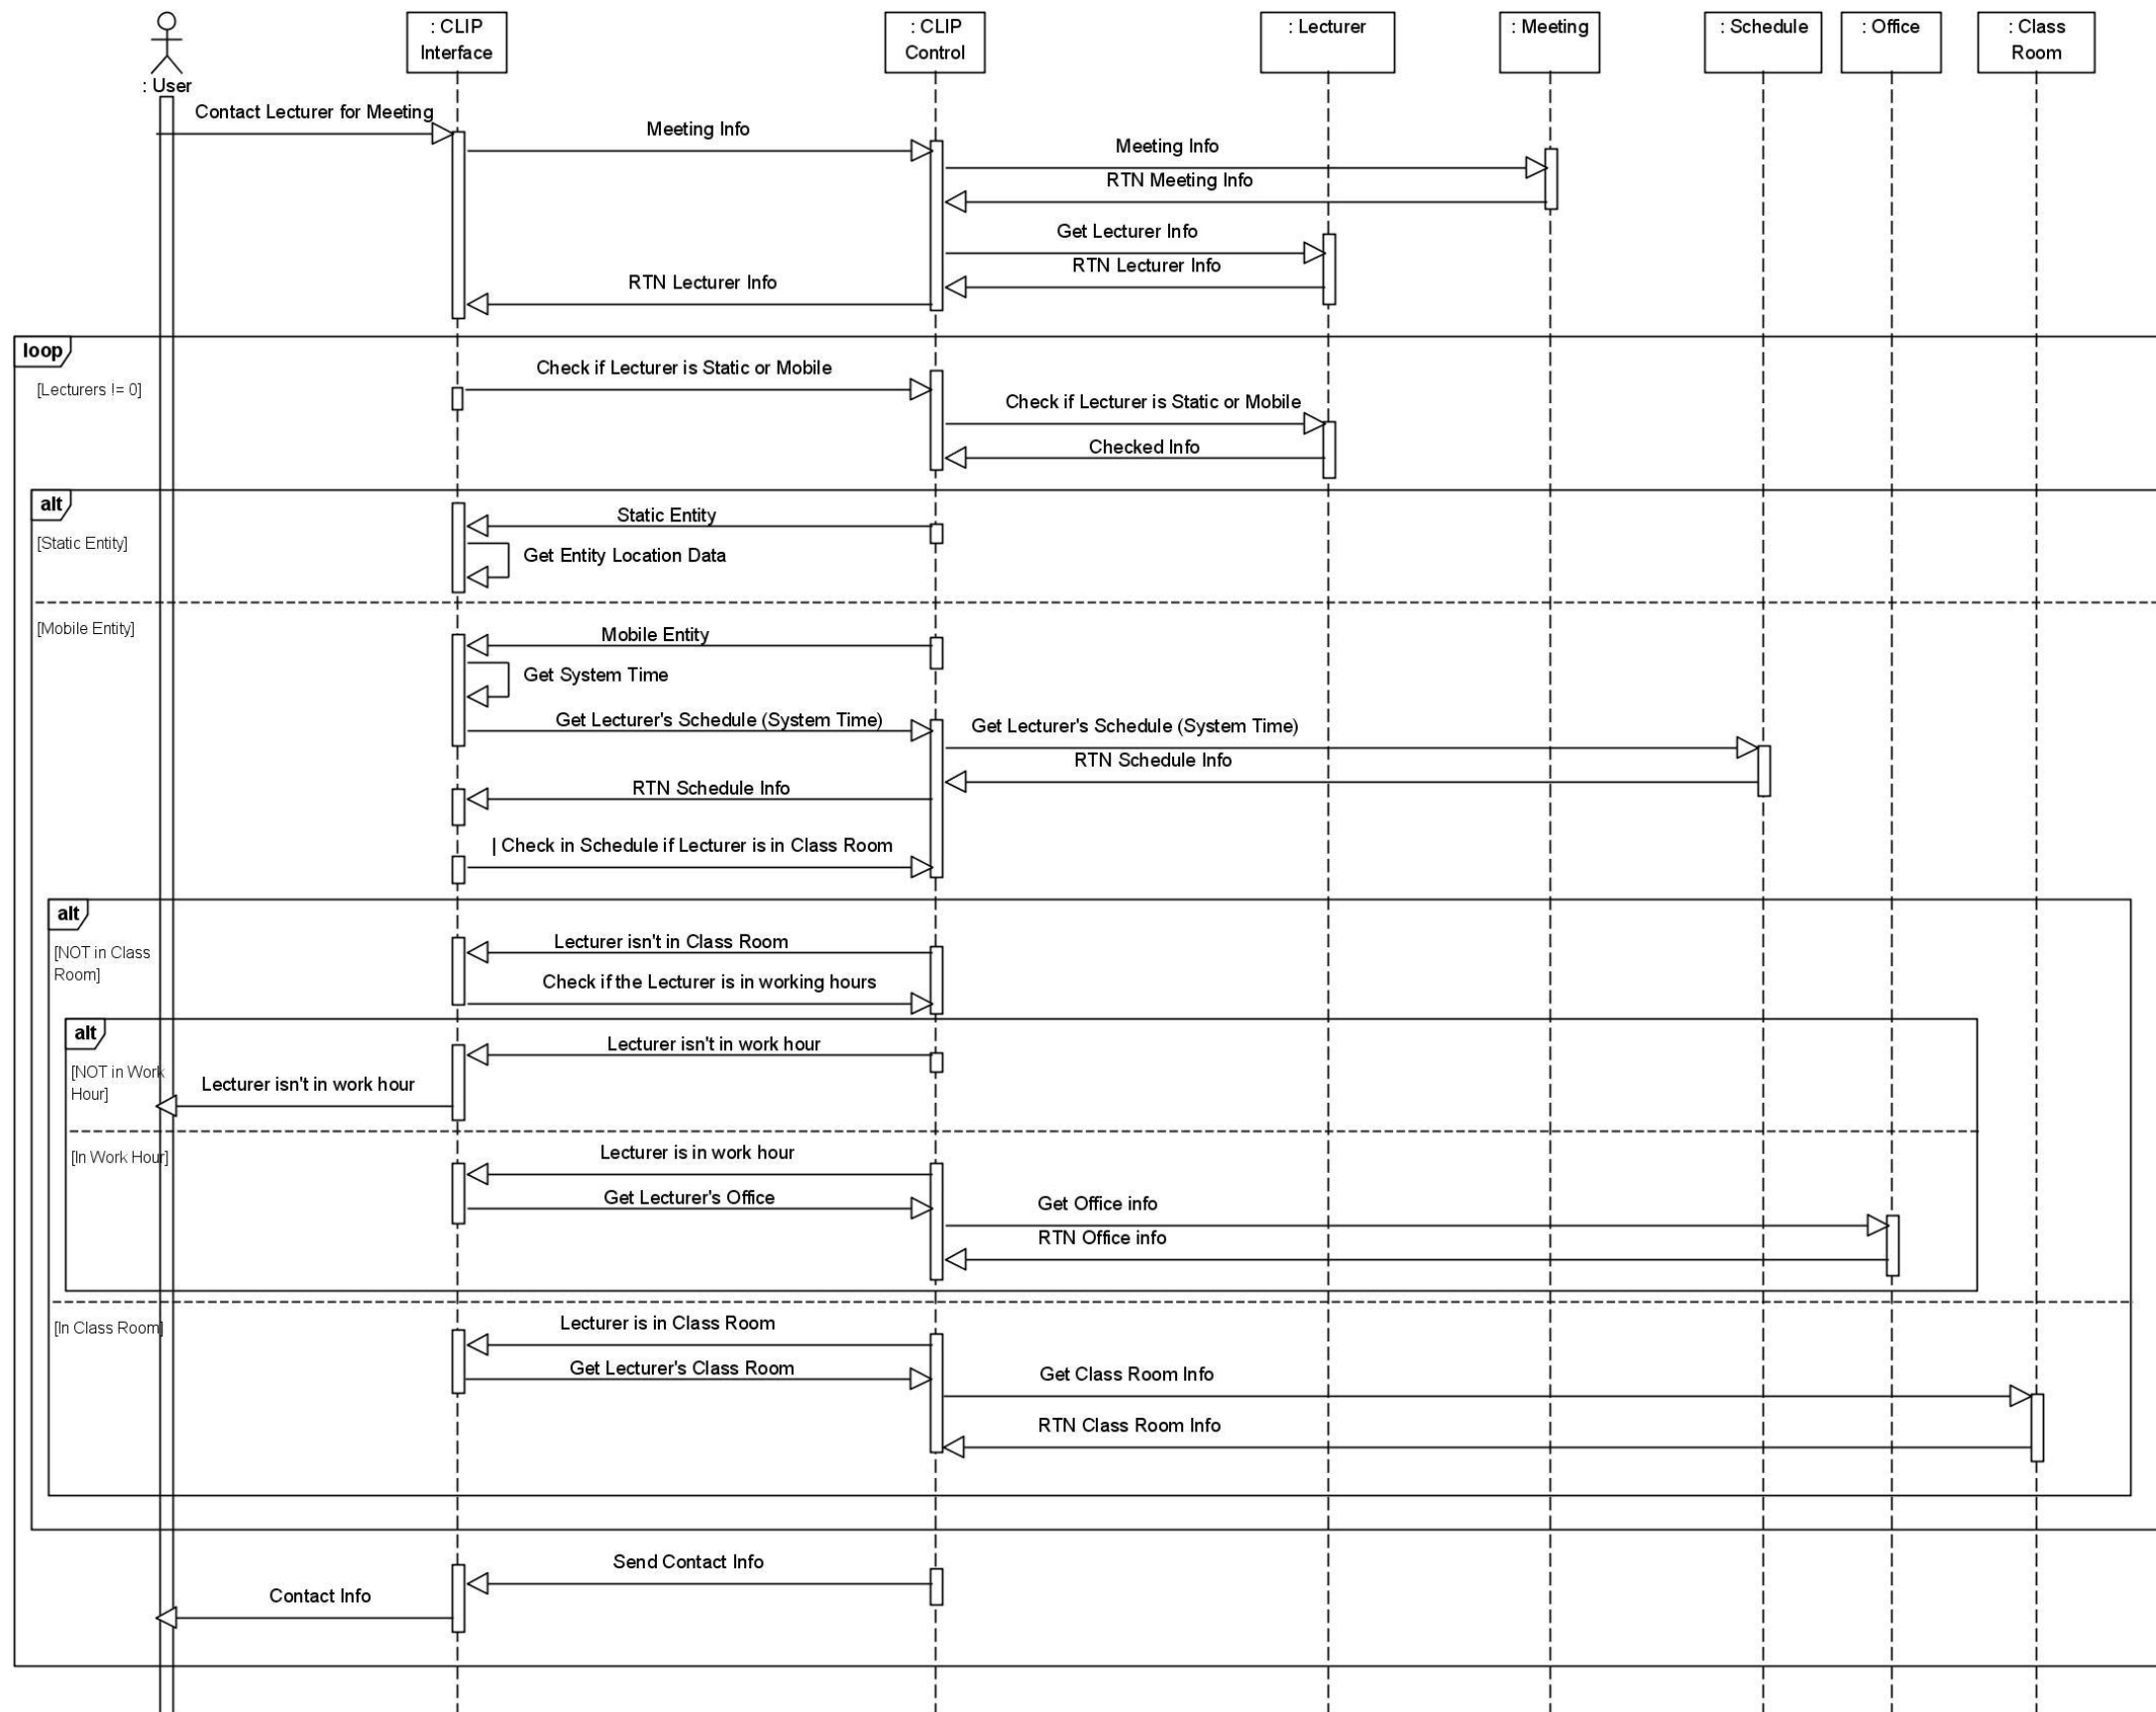 : User
: CLIP
Interface
: CLIP
Control
: Lecturer
: Meeting
: Schedule
: Office
: Class
Room
Contact Lecturer for Meeting
Meeting Info
Meeting Info
RTN Meeting Info
Get Lecturer Info
RTN Lecturer Info
RTN Lecturer Info
loop
[Lecturers != 0]
Check if Lecturer is Static or Mobile
Check if Lecturer is Static or Mobile
Checked Info
alt
[Static Entity]
Static Entity
Get Entity Location Data
[Mobile Entity]
Mobile Entity
Get System Time
Get Lecturer's Schedule (System Time)
Get Lecturer's Schedule (System Time)
RTN Schedule Info
RTN Schedule Info
| Check in Schedule if Lecturer is in Class Room
alt
[NOT in Class
Room]
Lecturer isn't in Class Room
Check if the Lecturer is in working hours
alt
[NOT in Work
Hour]
Lecturer isn't in work hour
Lecturer isn't in work hour
[In Work Hour]
Lecturer is in work hour
Get Lecturer's Office
Get Office info
RTN Office info
[In Class Room]
Lecturer is in Class Room
Get Lecturer's Class Room
Get Class Room Info
RTN Class Room Info
Send Contact Info
Contact Info